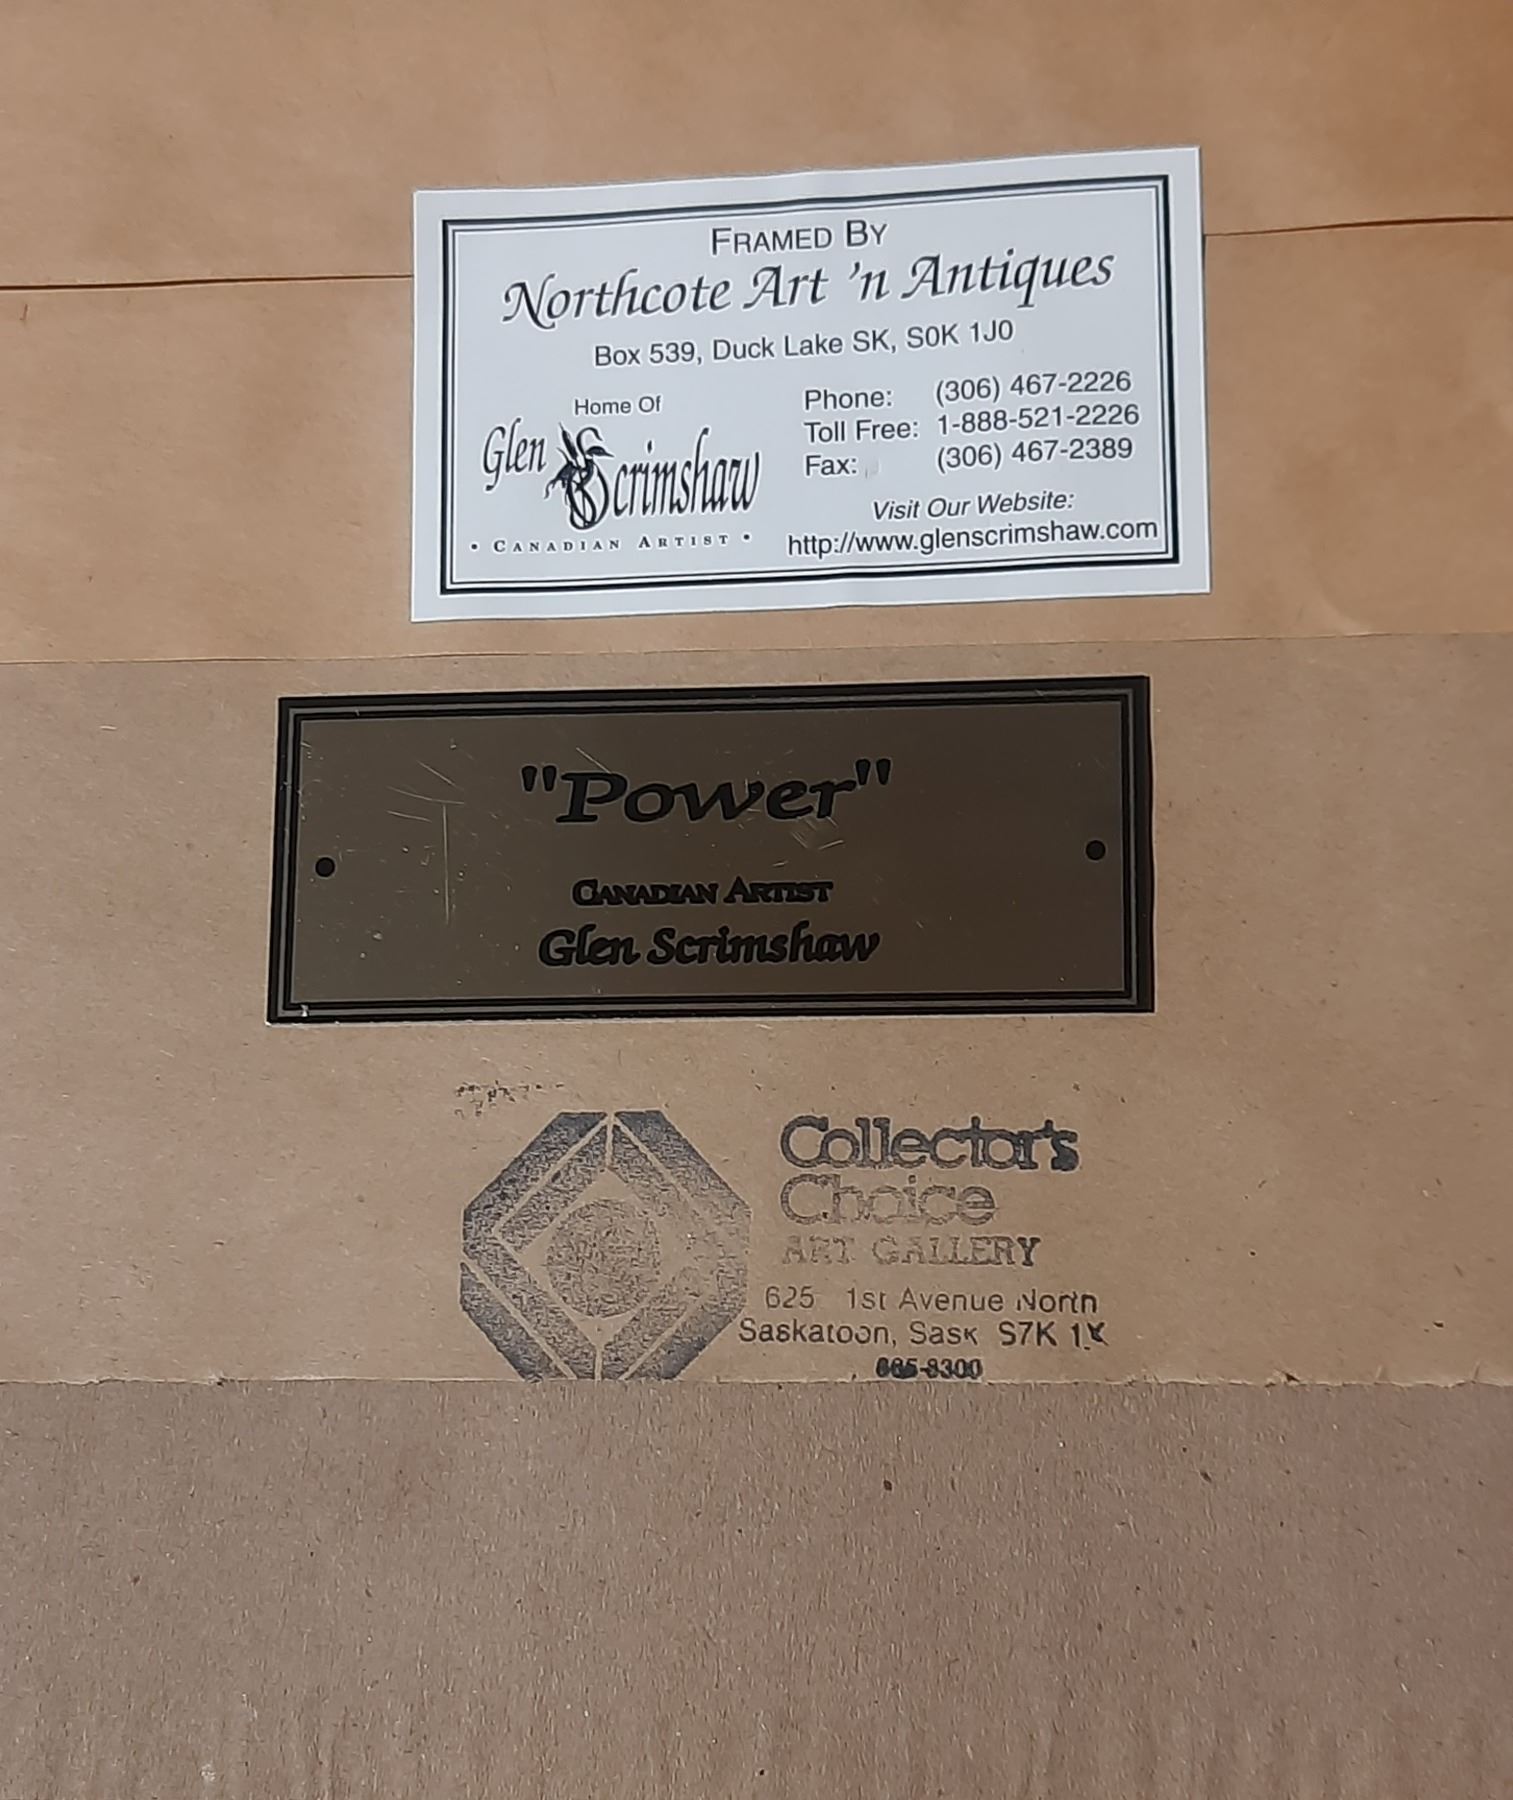 FRAMED BY
Northcote Art 'n Antiques
Box 539, Duck Lake SK, S0K 1J0
Home Of
Glen Scrimshaw
• CANADIAN ARTIST •
Phone: (306) 467-2226
Toll Free: 1-888-521-2226
Fax: (306) 467-2389
Visit Our Website:
http://www.glenscrimshaw.com
"Power"
CANADIAN ARTIST
Glen Scrimshaw
Collector's
Choice
ART GALLERY
625 1st Avenue North
Saskatoon, Sask S7K
665-8300